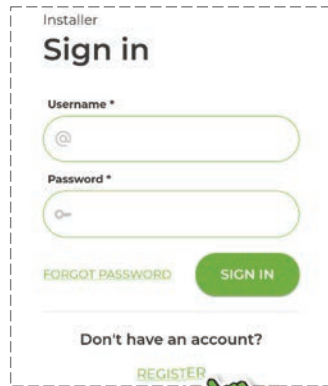 Installer
Sign in
Username *
Password *
FORGOT PASSWORD SIGN IN
Don't have an account?
REGISTER